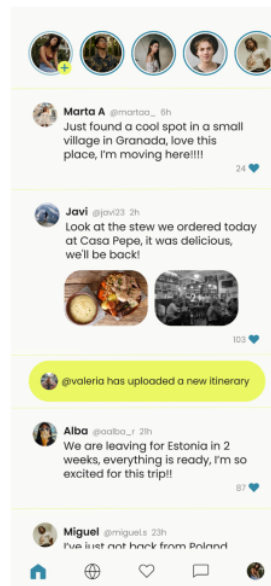 Marta A @martaa_ 6h
Just found a cool spot in a small
village in Granada, love this
place, I'm moving here!!!!
24
Javi @javi23 2h
Look at the stew we ordered today
at Casa Pepe, it was delicious,
we'll be back!
103
@valeria has uploaded a new itinerary
Alba @aalba_r 21h
We are leaving for Estonia in 2
weeks, everything is ready, I'm so
excited for this trip!!
87
Miguel @miguel.s 23h
I've just got back from Poland